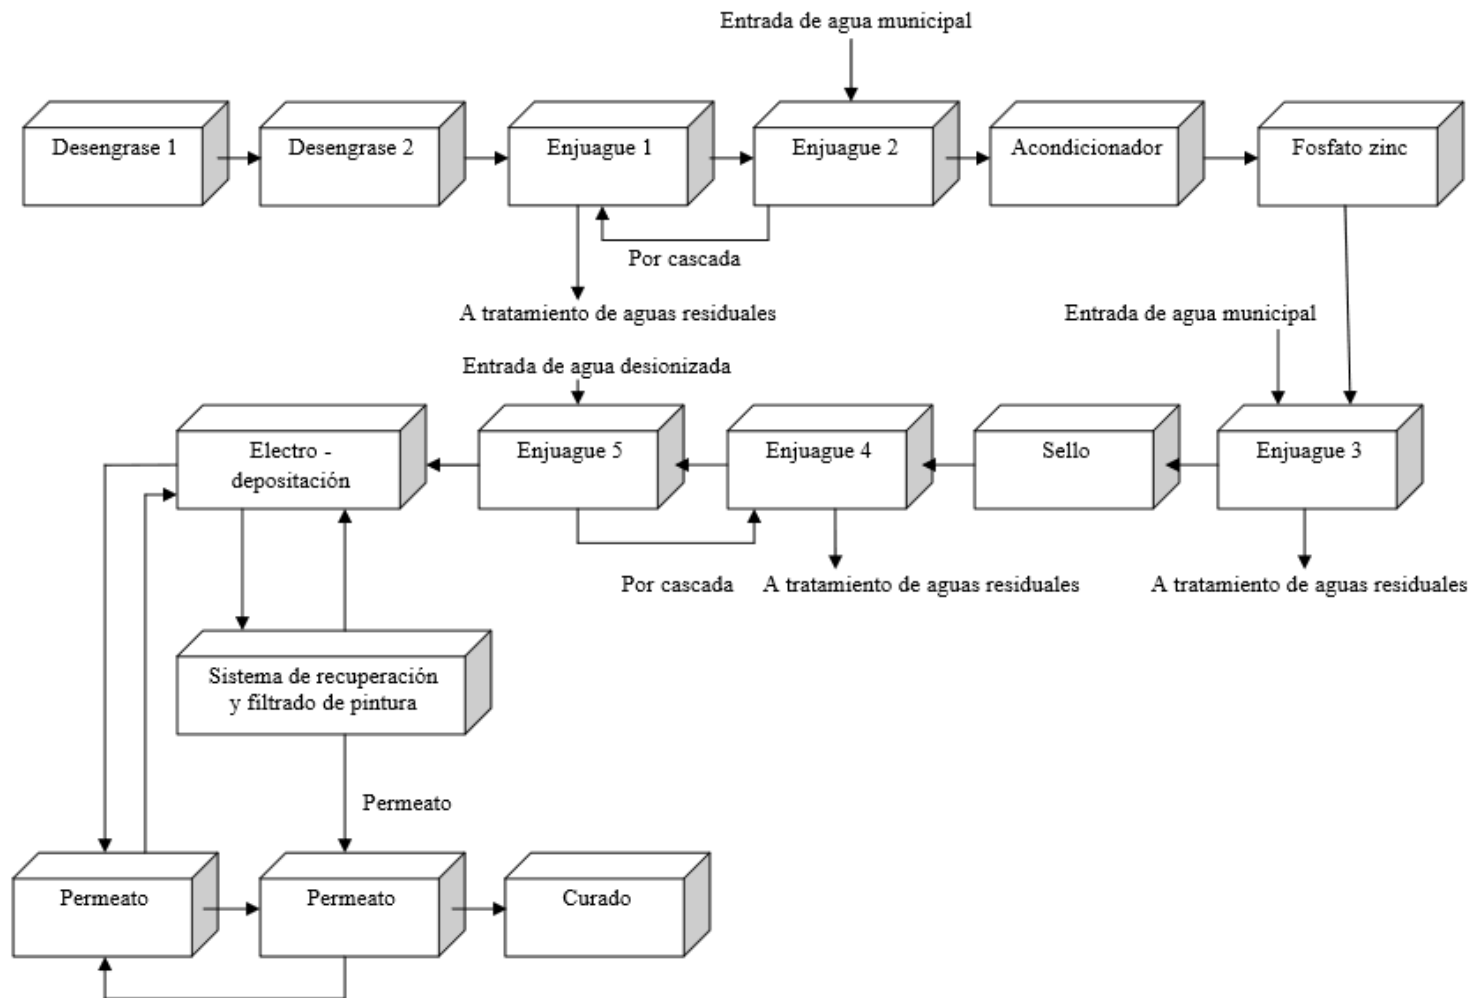 Entrada de agua municipal
Desengrase 1
Desengrase 2
Enjuague 1
Enjuague 2
Acondicionador
Fosfato zinc
Por cascada
A tratamiento de aguas residuales
Entrada de agua municipal
Entrada de agua desionizada
Electro -
depositación
Enjuague 5
Enjuague 4
Sello
Enjuague 3
Por cascada
A tratamiento de aguas residuales
A tratamiento de aguas residuales
Sistema de recuperación
y filtrado de pintura
Permeato
Permeato
Permeato
Curado